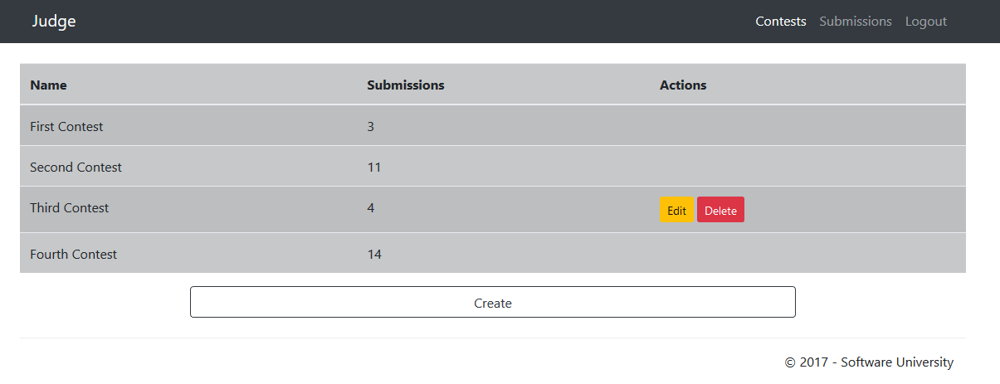 Judge Contests Submissions Logout
Name Submissions Actions
First Contest 3
Second Contest 11
Third Contest 4 Edit Delete
Fourth Contest 14
Create
© 2017 - Software University